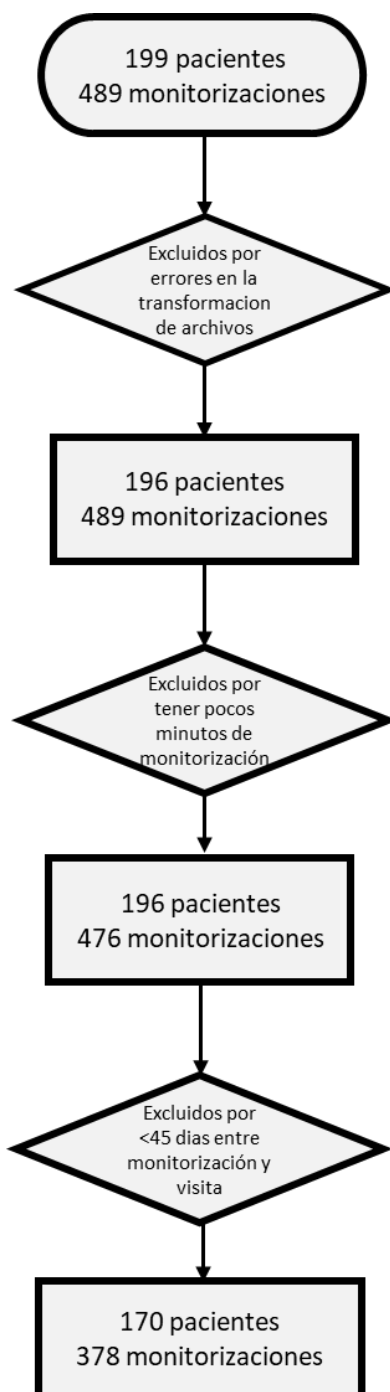 199 pacientes
489 monitorizaciones
Excluidos por
errores en la
transformacion
de archivos
196 pacientes
489 monitorizaciones
Excluidos por
tener pocos
minutos de
monitorización
196 pacientes
476 monitorizaciones
Excluidos por
<45 dias entre
monitorización y
visita
170 pacientes
378 monitorizaciones